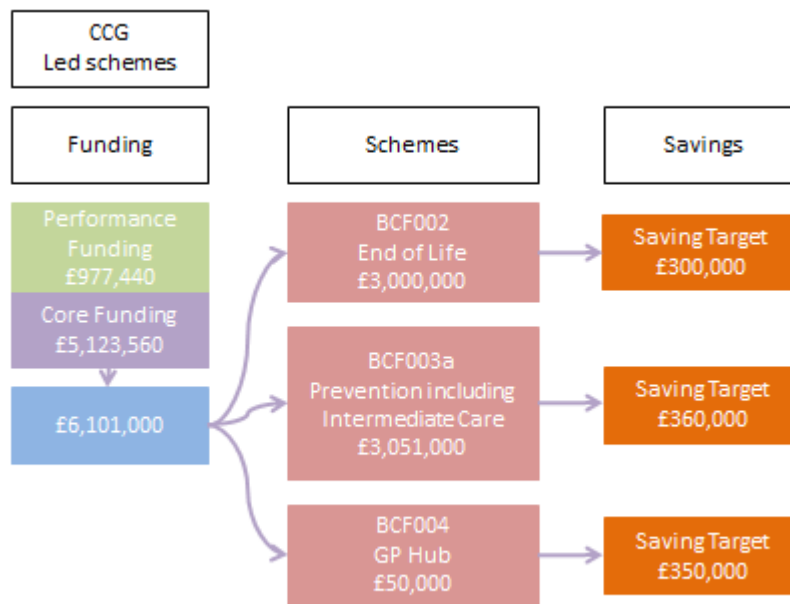 CCG
Led schemes
Funding
Schemes
Savings
Performance
Funding
£977,440
Core Funding
£5,123,560
£6,101,000
BCF002
End of Life
£3,000,000
BCF003a
Prevention including
Intermediate Care
£3,051,000
BCF004
GP Hub
£50,000
Saving Target
£300,000
Saving Target
£360,000
Saving Target
£350,000